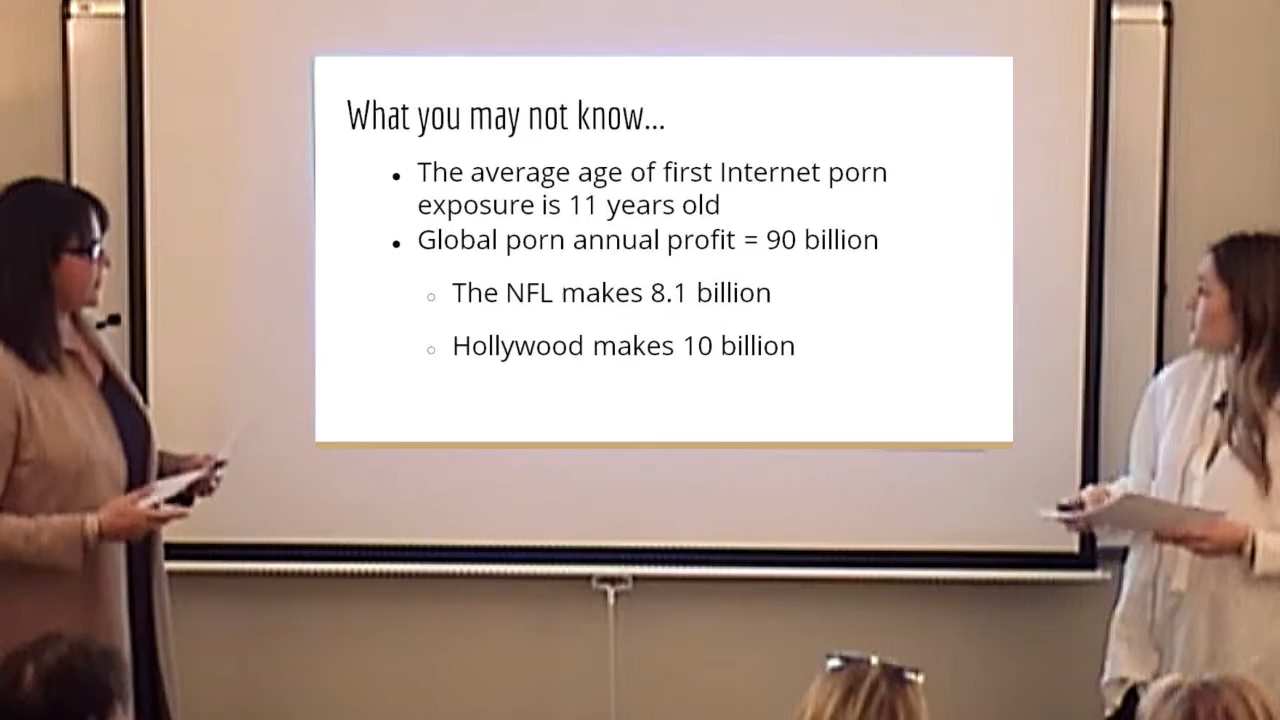 What you may not know...
• The average age of first Internet porn
exposure is 11 years old
• Global porn annual profit = 90 billion
○ The NFL makes 8.1 billion
○ Hollywood makes 10 billion